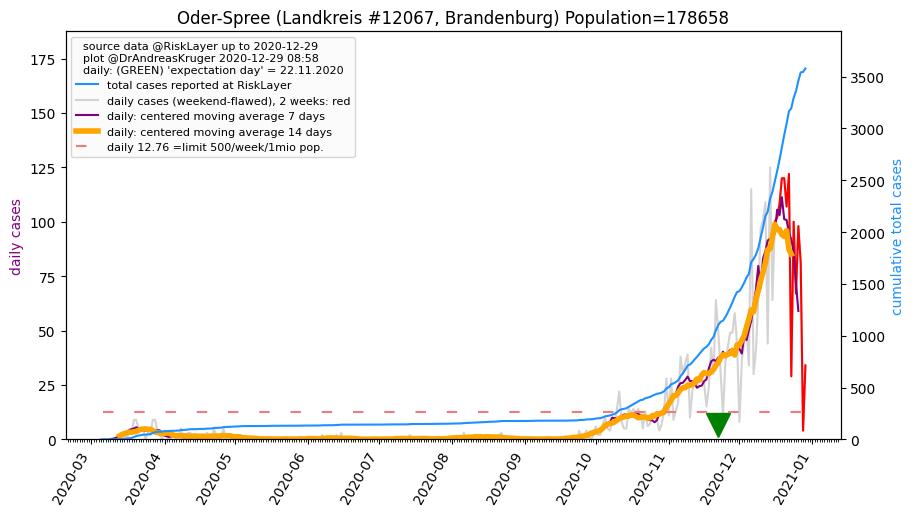 Oder-Spree (Landkreis #12067, Brandenburg) Population=178658
source data @RiskLayer up to 2020-12-29
plot @DrAndreasKruger 2020-12-29 08:58
daily: (GREEN) 'expectation day' = 22.11.2020
total cases reported at RiskLayer
daily cases (weekend-flawed), 2 weeks: red
daily: centered moving average 7 days
daily: centered moving average 14 days
daily 12.76 =limit 500/week/1mio pop.
daily cases
175
150
125
100
75
50
25
0
cumulative total cases
3500
3000
2500
2000
1500
1000
500
0
2020-03
2020-04
2020-05
2020-06
2020-07
2020-08
2020-09
2020-10
2020-11
2020-12
2021-01